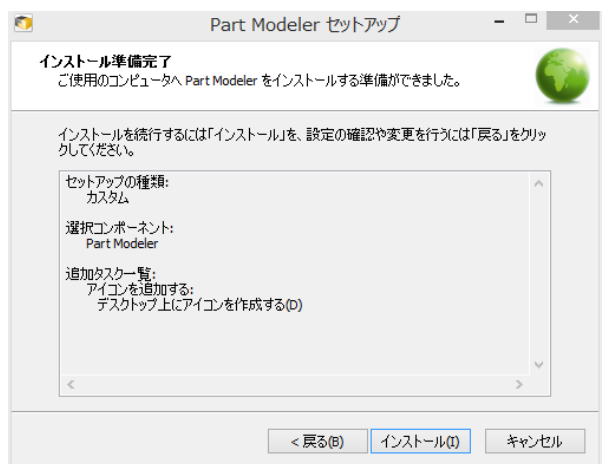 Part Modeler セットアップ
インストール準備完了
ご使用のコンピュータへ Part Modeler をインストールする準備ができました。
インストールを続行するには「インストール」を、設定の確認や変更を行うには「戻る」をクリッ
クしてください。
セットアップの種類:
カスタム
選択コンポーネント:
Part Modeler
追加タスク一覧:
アイコンを追加する:
デスクトップ上にアイコンを作成する(D)
< 戻る(B) インストール(I) キャンセル